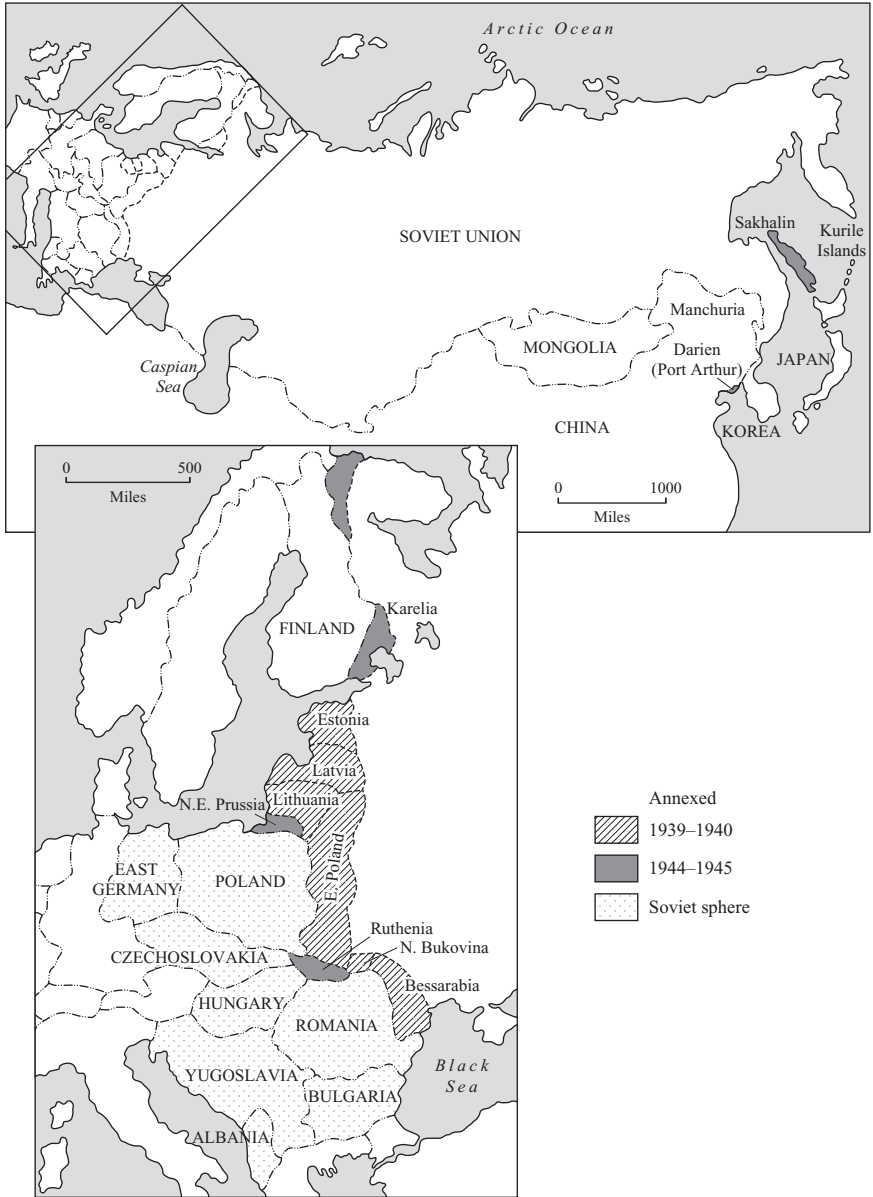 Arctic Ocean
Sakhalin
Kurile
Islands
SOVIET UNION
Manchuria
MONGOLIA
Darien
(Port Arthur)
JAPAN
Caspian
Sea
CHINA
KOREA
0 1000
Miles
0 500
Miles
Karelia
FINLAND
Estonia
Latvia
Lithuania
N.E. Prussia
E. Poland
EAST
GERMANY
POLAND
Ruthenia
N. Bukovina
CZECHOSLOVAKIA
Bessarabia
HUNGARY
ROMANIA
Black
Sea
YUGOSLAVIA
BULGARIA
ALBANIA
Annexed
1939–1940
1944–1945
Soviet sphere